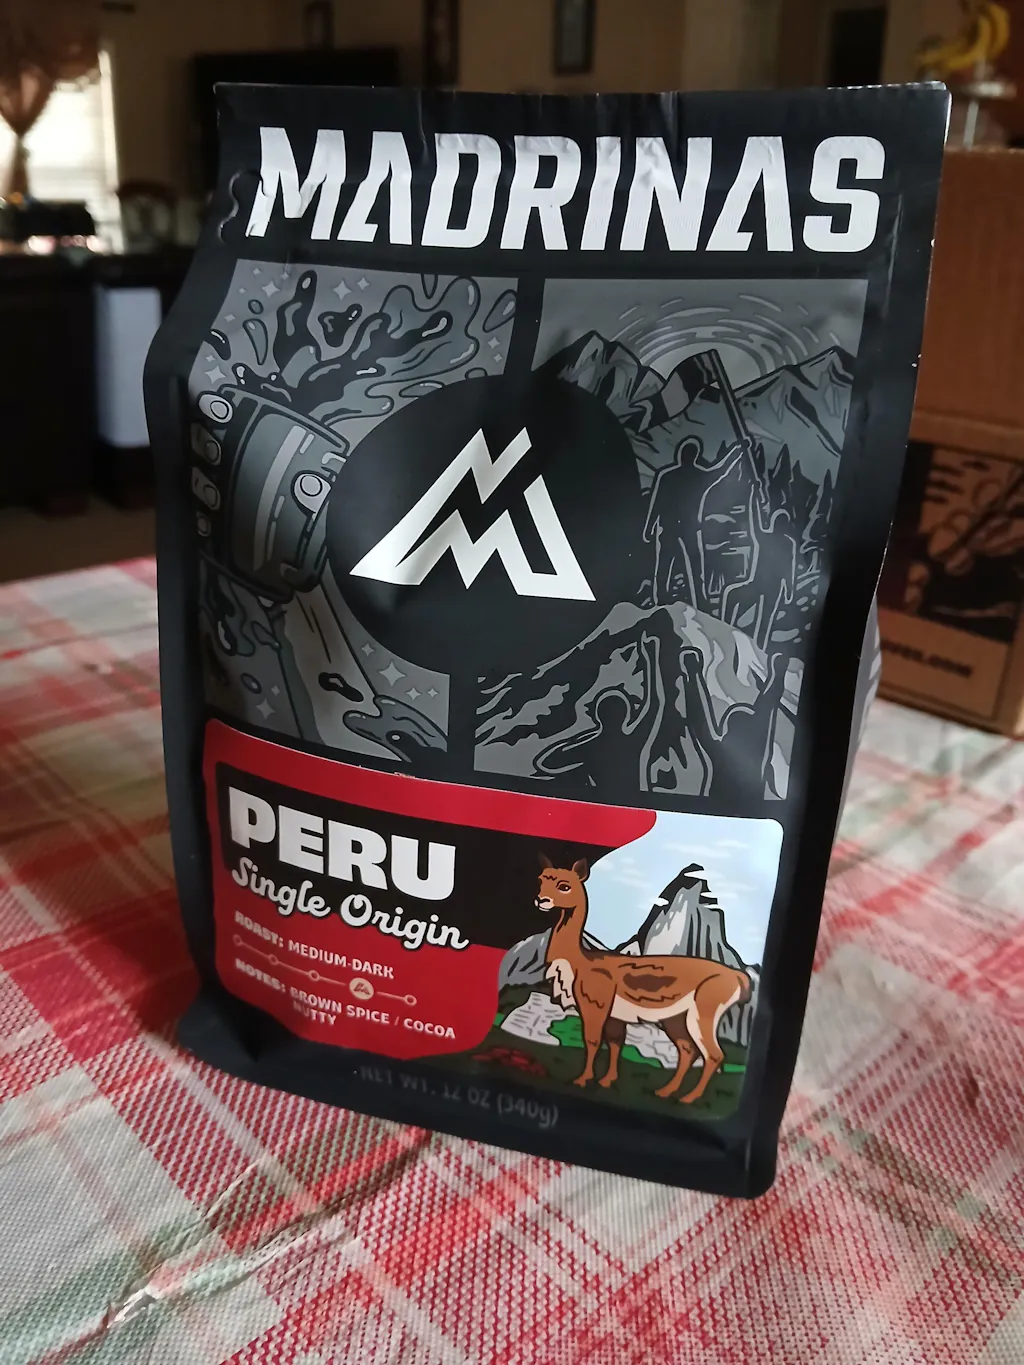 MADRINAS
PERU
Single Origin
ROAST: MEDIUM-DARK
NOTES: BROWN SPICE / COCOA
NUTTY
NET WT. 12 OZ (340g)